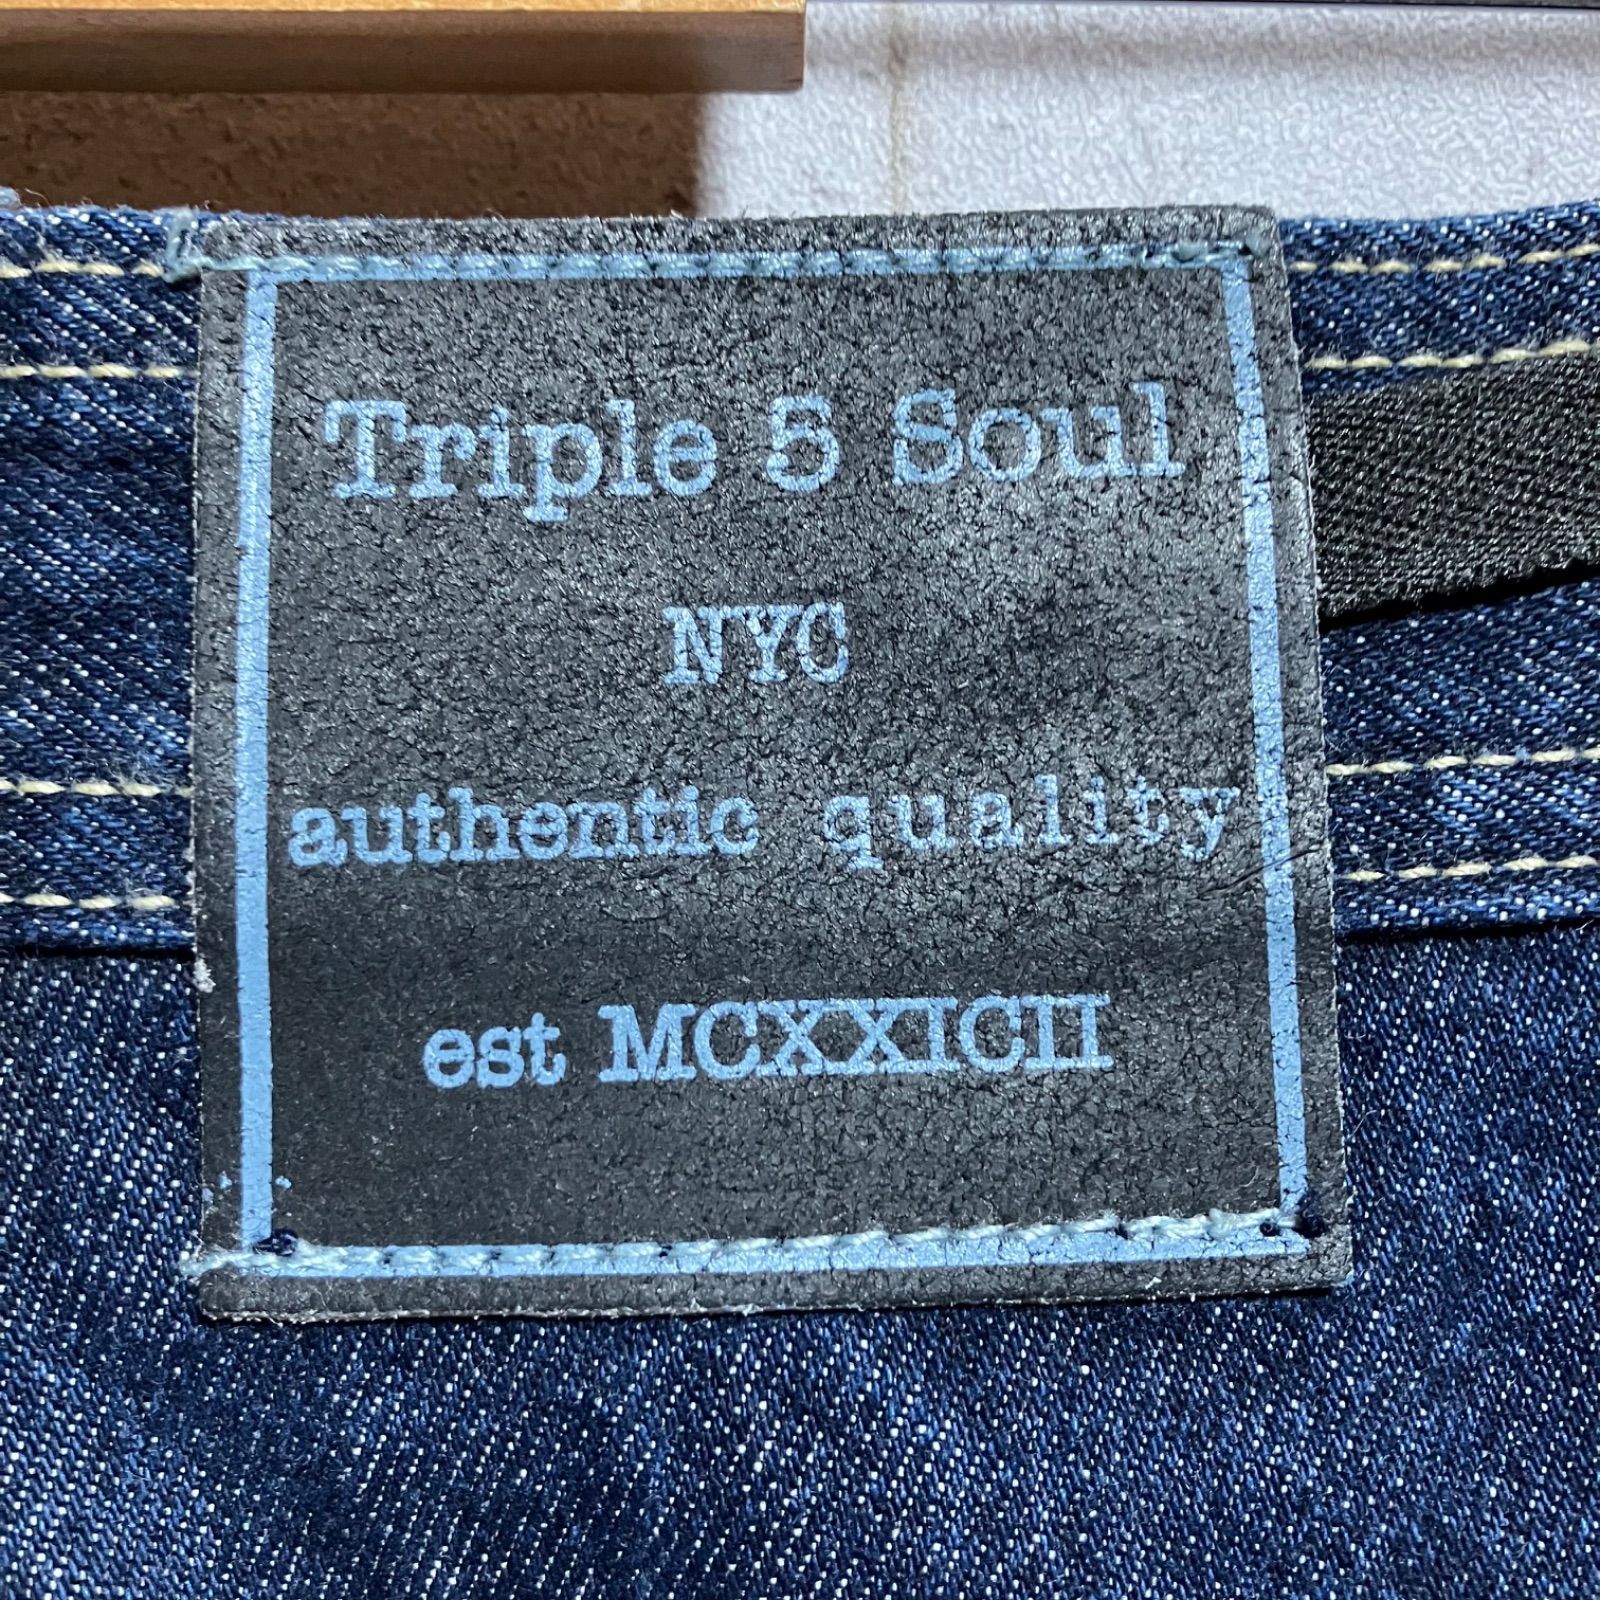 Triple 5 Soul
NYC
authentic quality
est MCXXICII